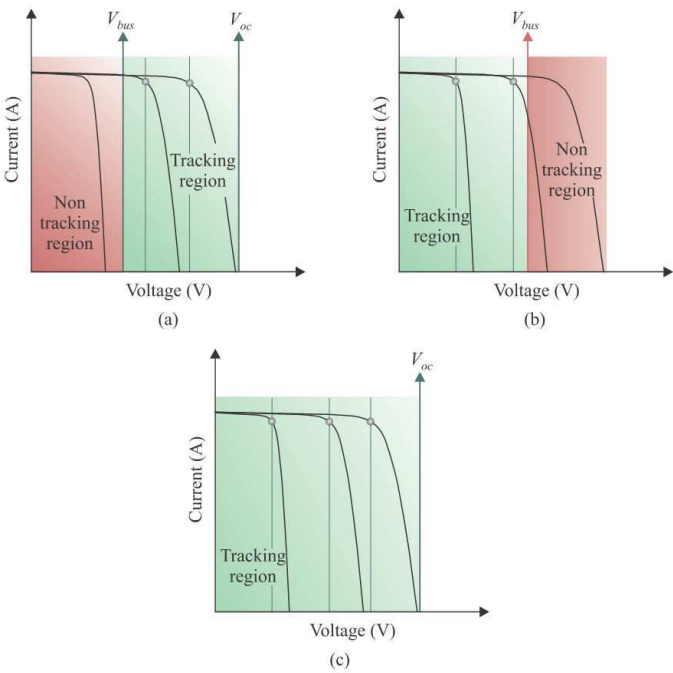 V_bus
V_oc
Current (A)
Non
tracking
region
Tracking
region
Voltage (V)
(a)
V_bus
Current (A)
Tracking
region
Non
tracking
region
Voltage (V)
(b)
V_oc
Current (A)
Tracking
region
Voltage (V)
(c)